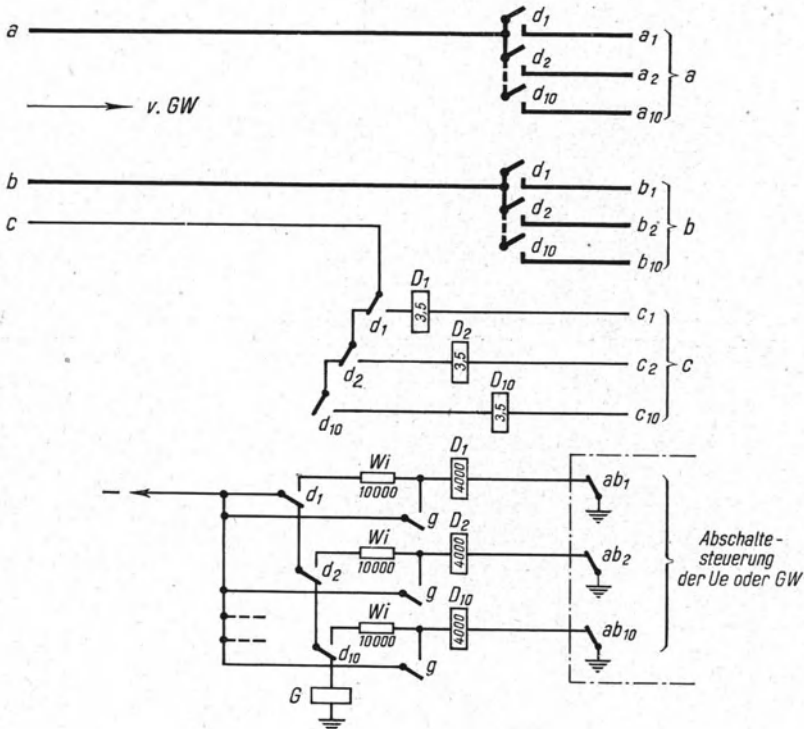 d1
a
a1
d2
a2
a
v. GW
d10
a10
d1
b
b1
d2
c
b2
b
d10
b10
D1
3,5
d1
c1
D2
3,5
d2
c2
c
D10
3,5
d10
c10
Wi
D1
10000
4000
d1
ab1
g
D2
Wi
10000
4000
d2
ab2
Abschalte-
steuerung
der Ue oder GW
g
D10
Wi
10000
4000
d10
ab10
g
G